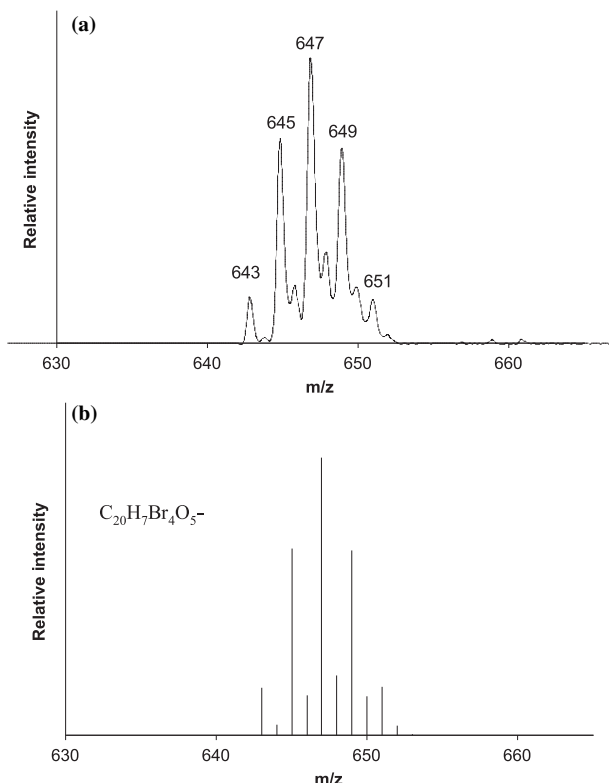 (a)
647
645
649
643
651
Relative intensity
630 640 650 660
m/z
(b)
C₂₀H₇Br₄O₅-
Relative intensity
630 640 650 660
m/z